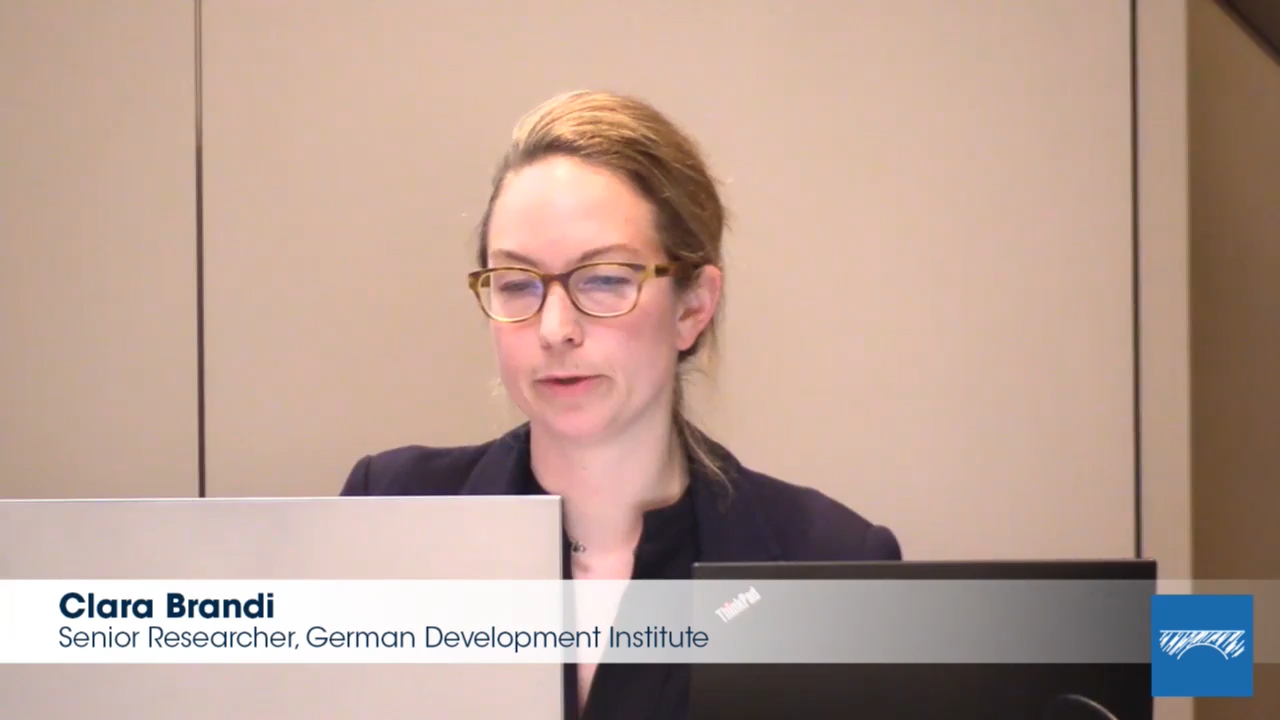 ThinkPad
Clara Brandi
Senior Researcher, German Development Institute